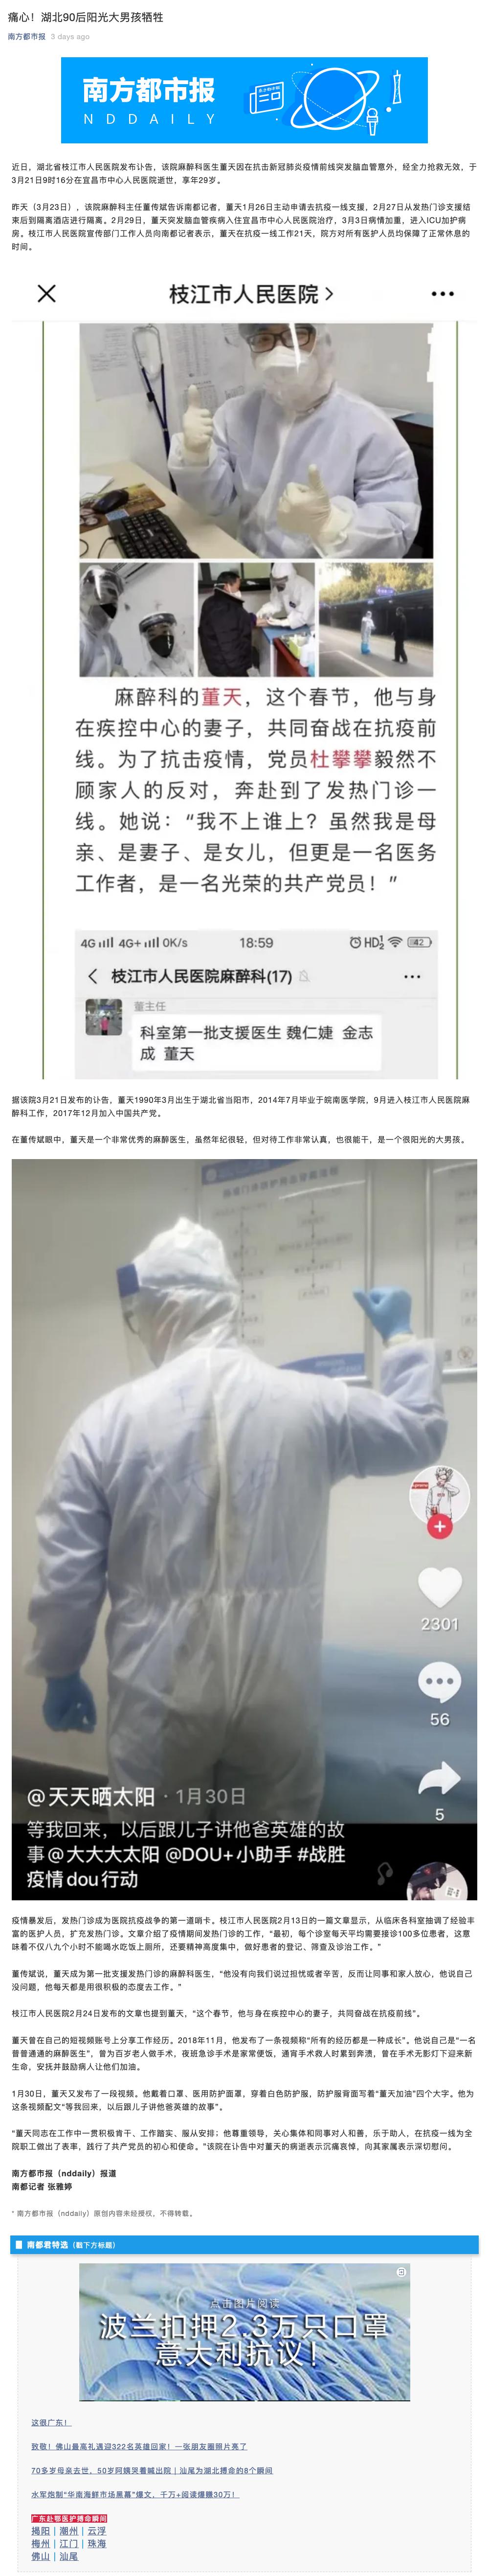 痛心！湖北90后阳光大男孩牺牲
南方都市报 3 days ago
南方都市报
NDDAILY
近日，湖北省枝江市人民医院发布讣告，该院麻醉科医生董天因在抗击新冠肺炎疫情前线突发脑血管意外，经全力抢救无效，于
3月21日9时16分在宜昌市中心人民医院逝世，享年29岁。
昨天（3月23日），该院麻醉科主任董传斌告诉南都记者，董天1月26日主动申请去抗疫一线支援，2月27日从发热门诊支援结
束后到隔离酒店进行隔离。2月29日，董天突发脑血管疾病入住宜昌市中心人民医院治疗，3月3日病情加重，进入ICU加护病
房。枝江市人民医院宣传部门工作人员向南都记者表示，董天在抗疫一线工作21天，院方对所有医护人员均保障了正常休息的
时间。
枝江市人民医院
麻醉科的董天，这个春节，他与身
在疾控中心的妻子，共同奋战在抗疫前
线。为了抗击疫情，党员杜攀攀毅然不
顾家人的反对，奔赴到了发热门诊一
线。她说：“我不上谁上？虽然我是母
亲、是妻子、是女儿，但更是一名医务
工作者，是一名光荣的共产党员！”
4G 4G+ 0K/s 18:59 HD 42
枝江市人民医院麻醉科(17)
董主任
科室第一批支援医生 魏仁婕 金志
成 董天
据该院3月21日发布的讣告，董天1990年3月出生于湖北省当阳市，2014年7月毕业于皖南医学院，9月进入枝江市人民医院麻
醉科工作，2017年12月加入中国共产党。
在董传斌眼中，董天是一个非常优秀的麻醉医生，虽然年纪很轻，但对待工作非常认真，也很能干，是一个很阳光的大男孩。
2301
56
5
@天天晒太阳 · 1月30日
等我回来，以后跟儿子讲他爸英雄的故
事@大大大太阳 @DOU+小助手 #战胜
疫情dou行动
疫情暴发后，发热门诊成为医院抗疫战争的第一道哨卡。枝江市人民医院2月13日的一篇文章显示，从临床各科室抽调了经验丰
富的医护人员，扩充发热门诊。文章介绍了疫情期间发热门诊的工作，“最初，每个诊室每天平均需要接诊100多位患者，这意
味着不仅八九个小时不能喝水吃饭上厕所，还要精神高度集中，做好患者的登记、筛查及诊治工作。”
董传斌说，董天成为第一批支援发热门诊的麻醉科医生，“他没有向我们说过担忧或者辛苦，反而让同事和家人放心，他说自己
没问题，他每天都是用很积极的态度去工作。”
枝江市人民医院2月24日发布的文章也提到董天，“这个春节，他与身在疾控中心的妻子，共同奋战在抗疫前线”。
董天曾在自己的短视频账号上分享工作经历。2018年11月，他发布了一条视频称“所有的经历都是一种成长”。他说自己是“一名
普普通通的麻醉医生”，曾为百岁老人做手术，夜班急诊手术是家常便饭，通宵手术救人时累到奔溃，曾在手术无影灯下迎来新
生命，安抚并鼓励病人让他们加油。
1月30日，董天又发布了一段视频。他戴着口罩、医用防护面罩，穿着白色防护服，防护服背面写着“董天加油”四个大字。他为
这条视频配文“等我回来，以后跟儿子讲他爸英雄的故事”。
“董天同志在工作中一贯积极肯干、工作踏实、服从安排；他尊重领导，关心集体和同事对人和善，乐于助人，在抗疫一线为全
院职工做出了表率，践行了共产党员的初心和使命。”该院在讣告中对董天的病逝表示沉痛哀悼，向其家属表示深切慰问。
南方都市报（nddaily）报道
南都记者 张雅婷
* 南方都市报（nddaily）原创内容未经授权，不得转载。
南都君特选（戳下方标题）
点击图片阅读
波兰扣押2.3万只口罩
意大利抗议！
这很广东！
致敬！佛山最高礼遇迎322名英雄回家！一张朋友圈照片亮了
70多岁母亲去世，50岁阿姨哭着喊出院｜汕尾为湖北搏命的8个瞬间
水军炮制“华南海鲜市场黑幕”爆文，千万+阅读爆赚30万！
广东赴鄂医护搏命瞬间
揭阳｜潮州｜云浮
梅州｜江门｜珠海
佛山｜汕尾